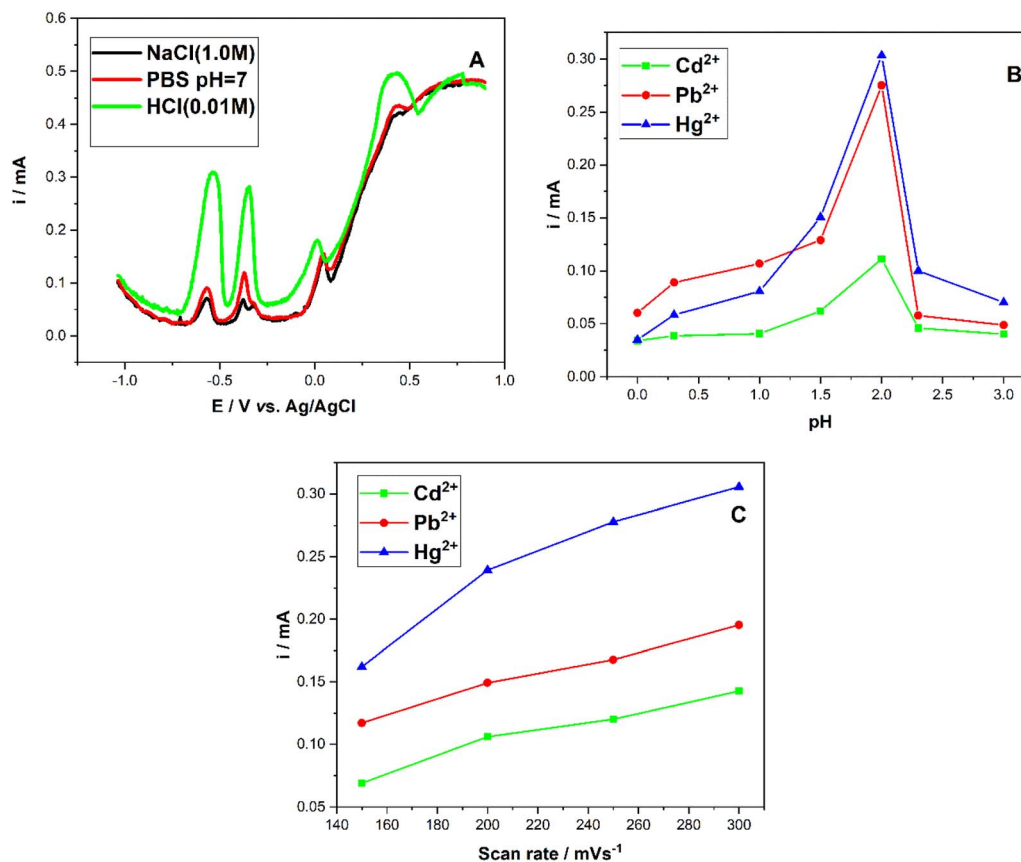 A
NaCl(1.0M)
PBS pH=7
HCl(0.01M)
0.6
0.5
0.4
0.3
0.2
0.1
0.0
i / mA
-1.0 -0.5 0.0 0.5 1.0
E / V vs. Ag/AgCl
B
Cd²⁺
Pb²⁺
Hg²⁺
0.30
0.25
0.20
0.15
0.10
0.05
0.00
i / mA
0.0 0.5 1.0 1.5 2.0 2.5 3.0
pH
C
Cd²⁺
Pb²⁺
Hg²⁺
0.30
0.25
0.20
0.15
0.10
0.05
i / mA
140 160 180 200 220 240 260 280 300
Scan rate / mVs⁻¹